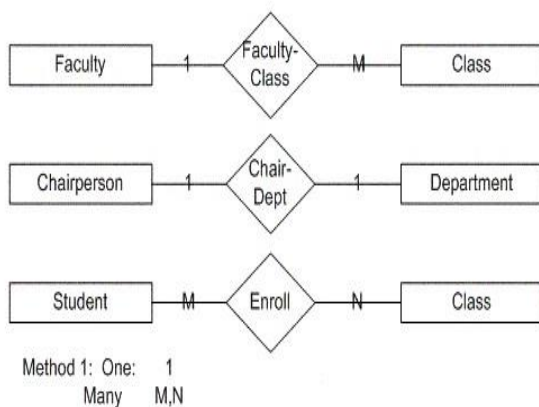 Faculty 1 Faculty-
Class M Class
Chairperson 1 Chair-
Dept 1 Department
Student M Enroll N Class
Method 1: One: 1
Many M,N